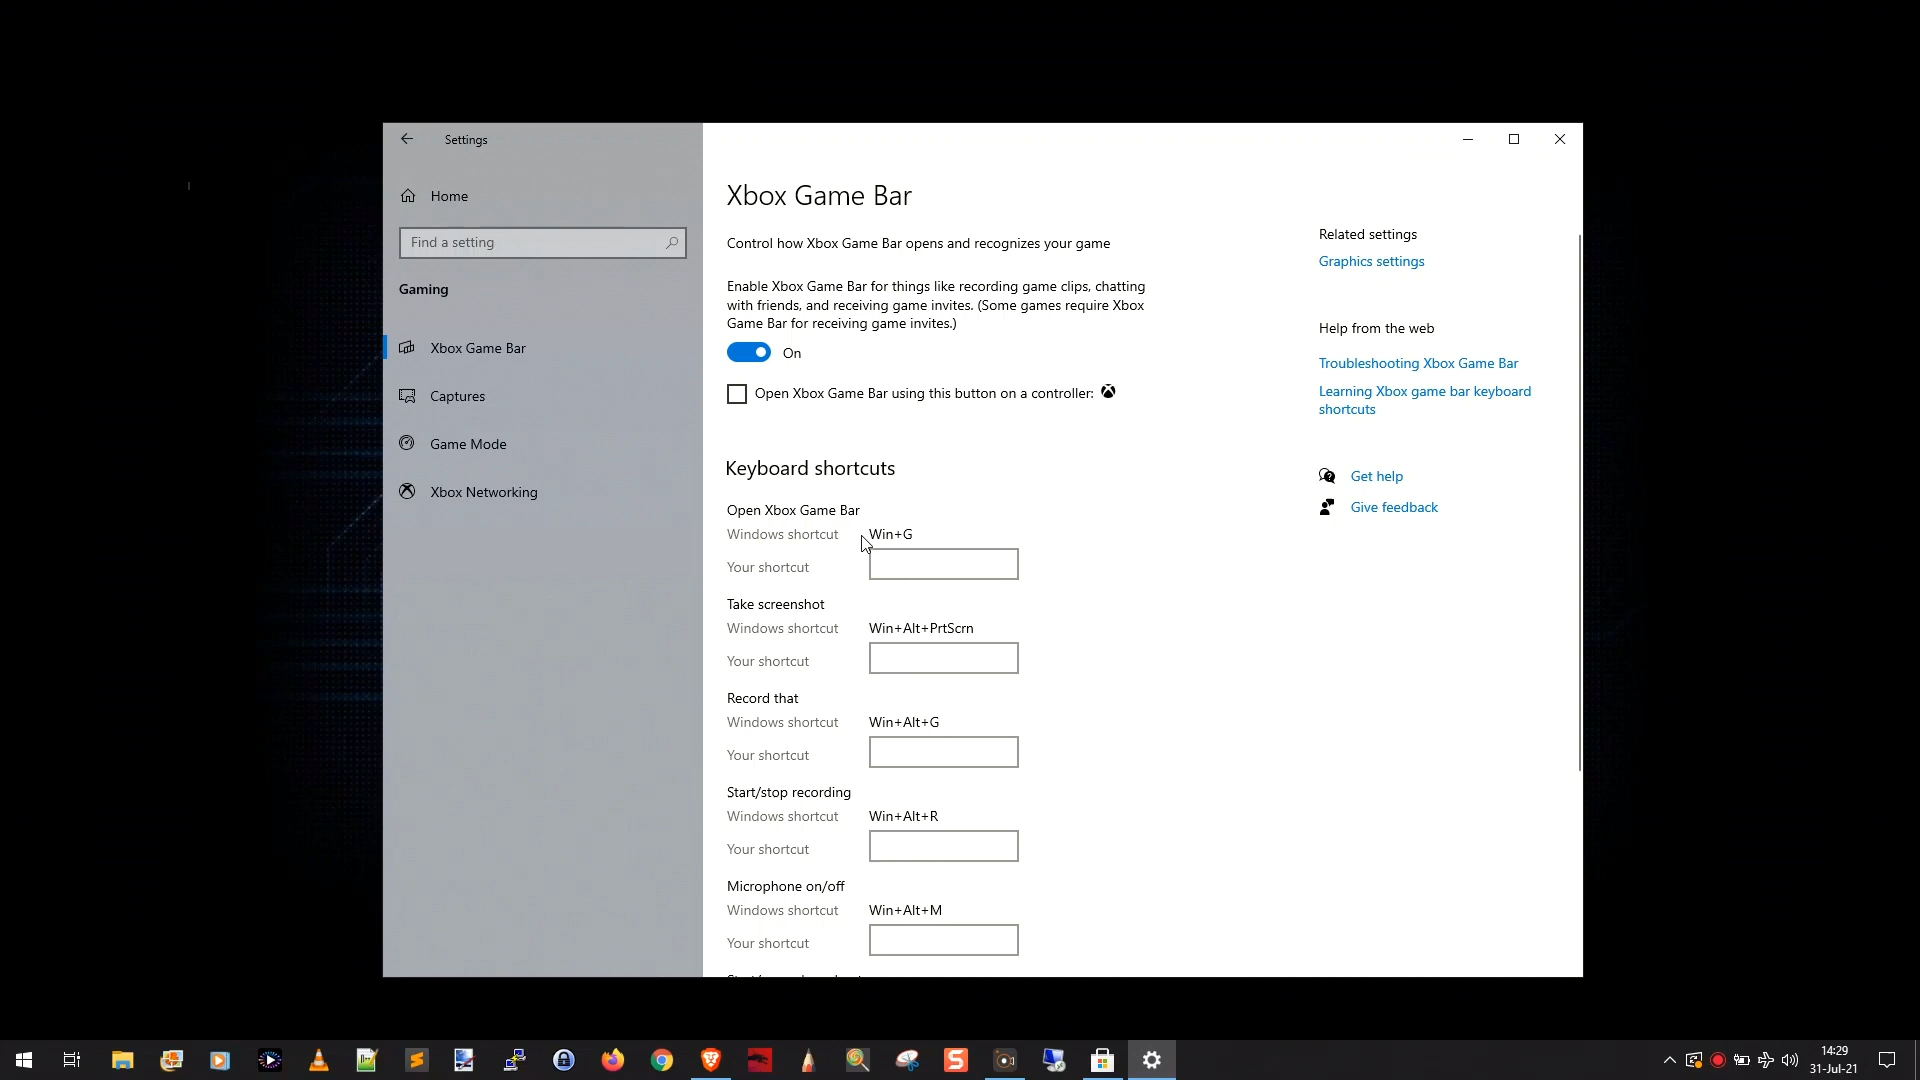 Settings
Home
Find a setting
Gaming
Xbox Game Bar
Captures
Game Mode
Xbox Networking
Xbox Game Bar
Control how Xbox Game Bar opens and recognizes your game
Enable Xbox Game Bar for things like recording game clips, chatting
with friends, and receiving game invites. (Some games require Xbox
Game Bar for receiving game invites.)
On
Open Xbox Game Bar using this button on a controller:
Keyboard shortcuts
Open Xbox Game Bar
Windows shortcut Win+G
Your shortcut
Take screenshot
Windows shortcut Win+Alt+PrtScrn
Your shortcut
Record that
Windows shortcut Win+Alt+G
Your shortcut
Start/stop recording
Windows shortcut Win+Alt+R
Your shortcut
Microphone on/off
Windows shortcut Win+Alt+M
Your shortcut
Related settings
Graphics settings
Help from the web
Troubleshooting Xbox Game Bar
Learning Xbox game bar keyboard
shortcuts
Get help
Give feedback
14:29
31-Jul-21